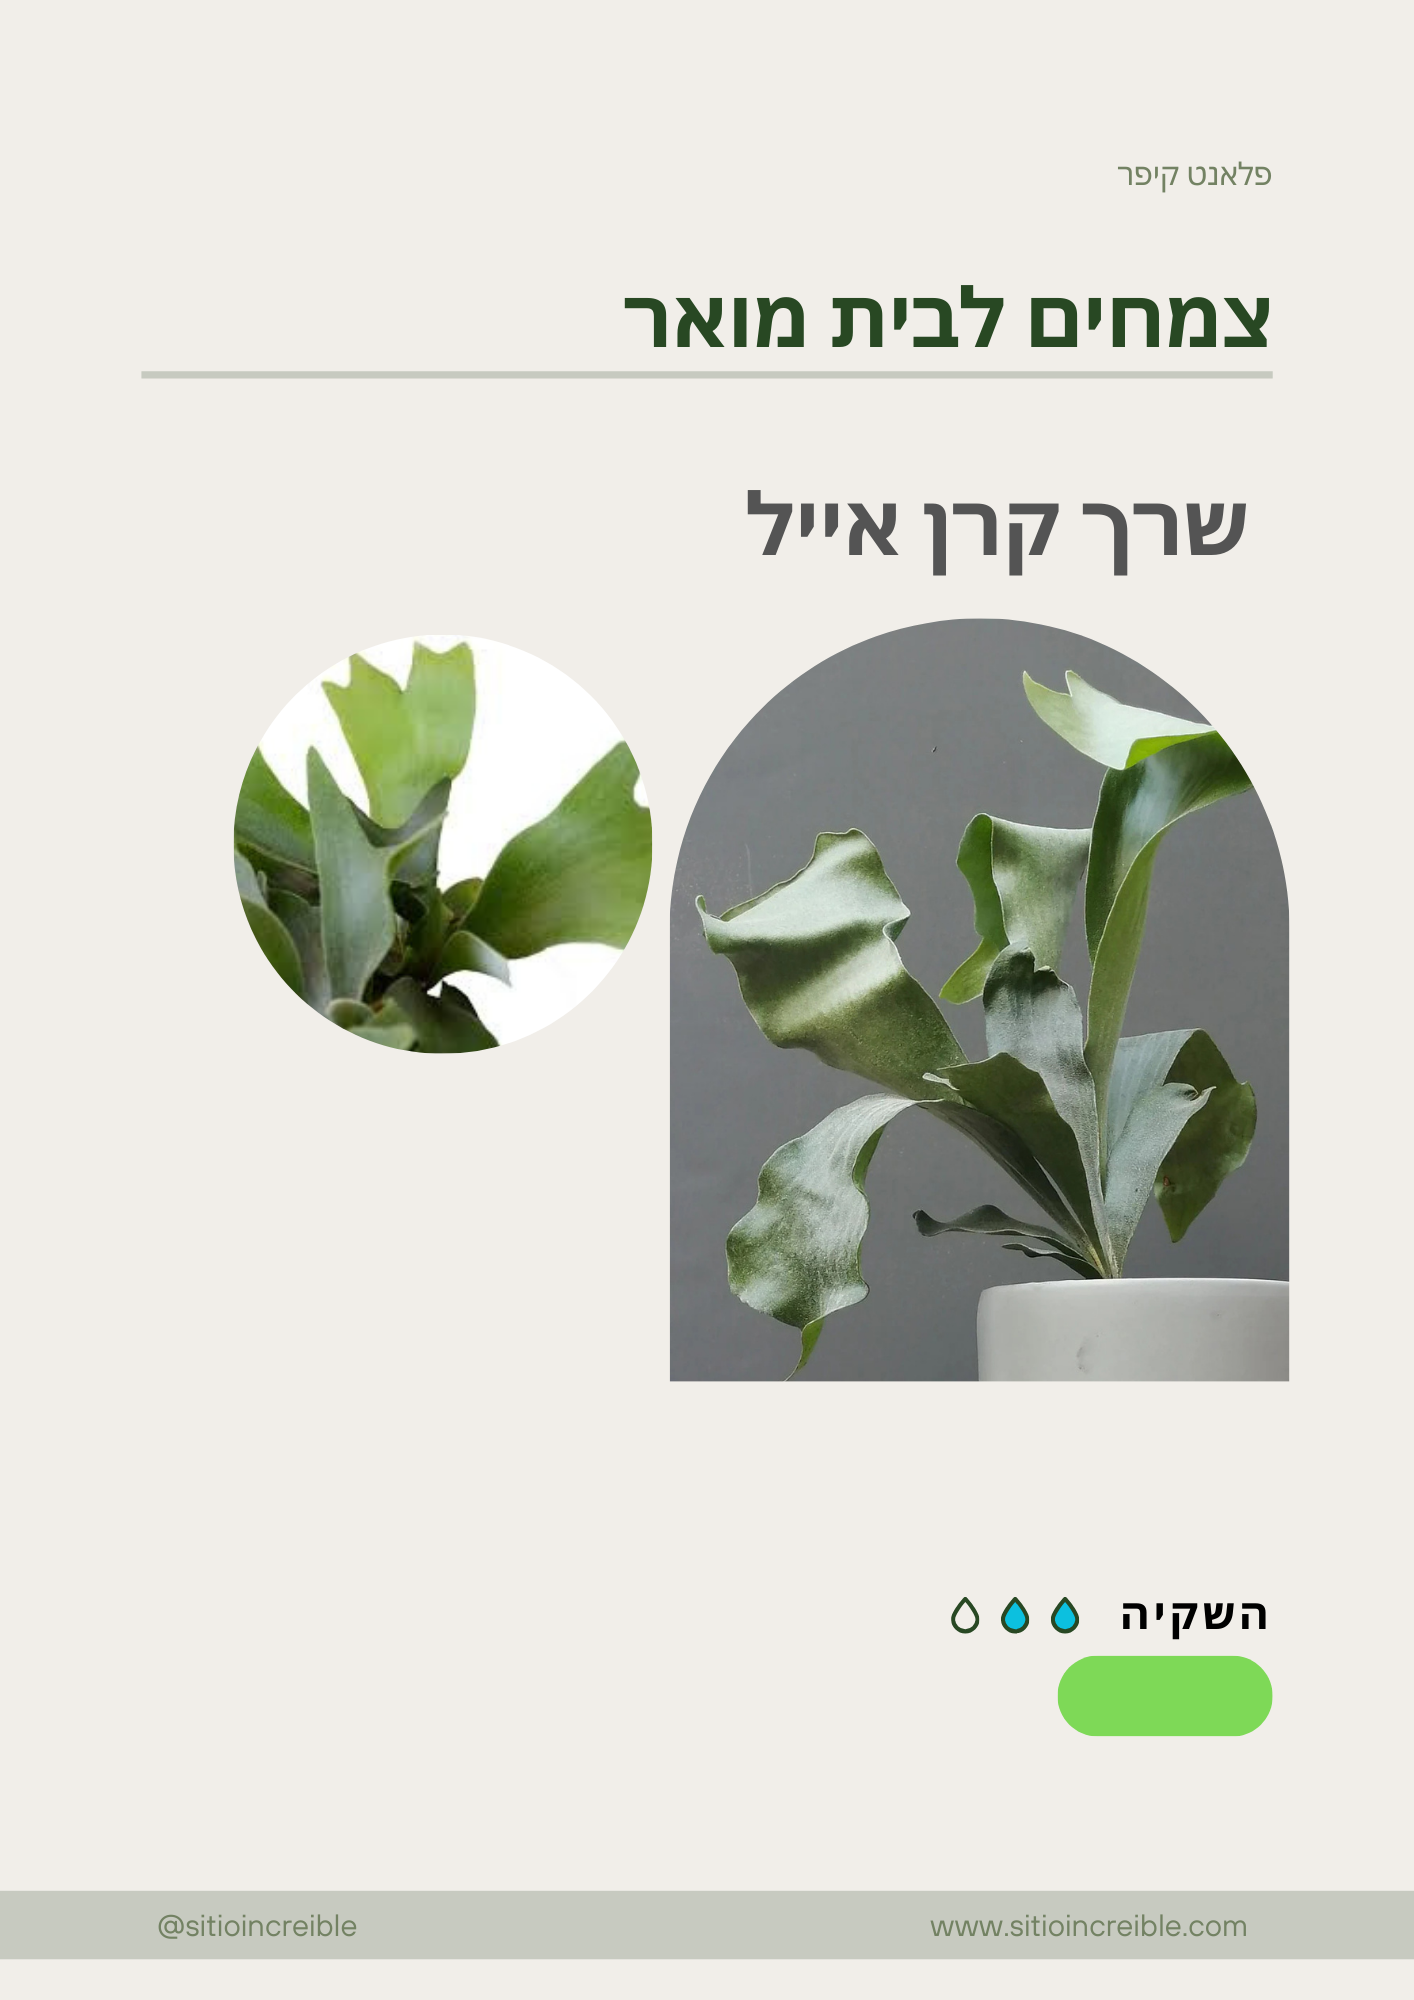 פלאנט קיפר
צמחים לבית מואר
שרך קרן אייל
השקיה
@sitioincreible
www.sitioincreible.com